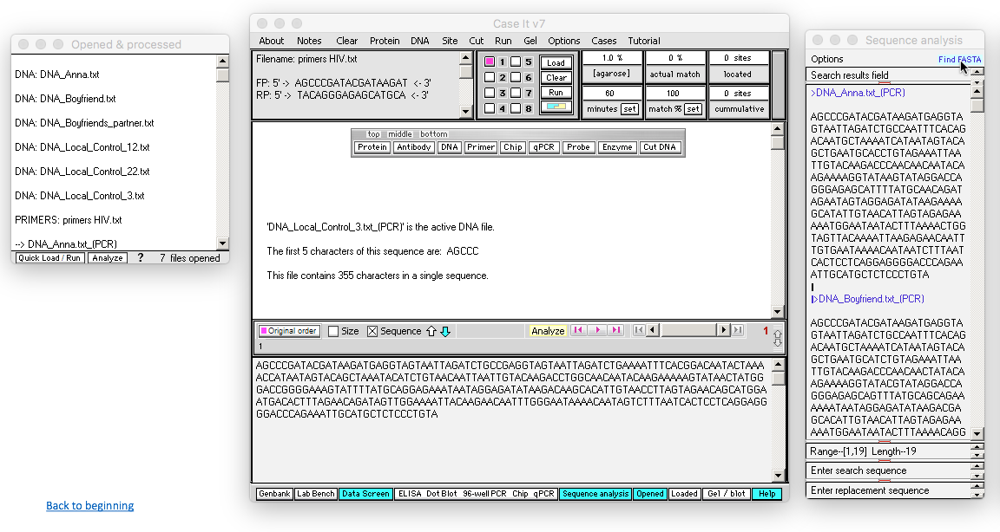 Opened & processed
DNA: DNA_Anna.txt
DNA: DNA_Boyfriend.txt
DNA: DNA_Boyfriends_partner.txt
DNA: DNA_Local_Control_12.txt
DNA: DNA_Local_Control_22.txt
DNA: DNA_Local_Control_3.txt
PRIMERS: primers HIV.txt
--> DNA_Anna.txt_(PCR)
Quick Load / Run Analyze ? 7 files opened
Back to beginning
Case It v7
About Notes Clear Protein DNA Site Cut Run Gel Options Cases Tutorial
Filename: primers HIV.txt
FP: 5' -> AGCCCGATACGATAAGAT <- 3'
RP: 5' -> TACAGGGAGAGCATGCA <- 3'
1 5 Load
2 6 Clear
3 7 Run
4 8
1.0 % 0 % 0 sites
[agarose] actual match located
60 100 0 sites
minutes set match % set cummulative
top middle bottom
Protein Antibody DNA Primer Chip qPCR Probe Enzyme Cut DNA
'DNA_Local_Control_3.txt_(PCR)' is the active DNA file.
The first 5 characters of this sequence are: AGCCC
This file contains 355 characters in a single sequence.
Original order Size Sequence Analyze 1
1
AGCCCGATACGATAAGATGAGGTAGTAATTAGATCTGCCGAGGTAGTAATTAGATCTGAAAATTTCACGGACAATACTAAA
ACCATAATAGTACAGCTAAATACATCTGTAACAATTAATTGTACAAGACCTGGCAACAATACAAGAAAAAGTATAACTATGG
GACCGGGGAAAGTATTTTATGCAGGAGAAATAATAGGAGATATAAGACAAGCACATTGTAACCTTAGTAGAGCAGCATGGA
ATGACACTTTAGAACAGATAGTTGGAAAATTACAAGAACAATTTGGGAATAAAACAATAGTCTTTAATCACTCCTCAGGAGG
GGACCCAGAAATTGCATGCTCTCCCTGTA
Genbank Lab Bench Data Screen ELISA Dot Blot 96-well PCR Chip qPCR Sequence analysis Opened Loaded Gel / blot Help
Sequence analysis
Options Find FASTA
Search results field
>DNA_Anna.txt_(PCR)
AGCCCGATACGATAAGATGAGGTA
GTAATTAGATCTGCCAATTTCACAG
ACAATGCTAAAATCATAATAGTACA
GCTGAATGCACCTGTAGAAATTAA
TTGTACAAGACCCAACAACAATACA
AGAAAAGGTATAAGTATAGGACCA
GGGAGAGCATTTTATGCAACAGAT
AGAATAGTAGGAGATATAAGAAAA
GCATATTGTAACATTAGTAGAGAA
AAATGGAATAATACTTTAAAACTGG
TAGTTACAAAATTAAGAGAACAATT
TGTGAATAAAACAATAATCTTTAAT
CACTCCTCAGGAGGGGACCCAGAA
ATTGCATGCTCTCCCTGTA
>DNA_Boyfriend.txt_(PCR)
AGCCCGATACGATAAGATGAGGTA
GTAATTAGATCTGCCAATTTCACAG
ACAATGCTAAAATCATAATAGTACA
GCTGAATGCATCTGTAGAAATTAA
TTGTACAAGACCCAACAACTATACA
AGAAAAGGTATACGTATAGGACCA
GGGAGAGCAGTTTATGCAGCAGAA
AAAATAATAGGAGATATAAGACGA
GCACATTGTAACATTAGTAGAGAA
AAATGGAATAATACTTTAAAACAGG
Range--[1,19] Length--19
Enter search sequence
Enter replacement sequence